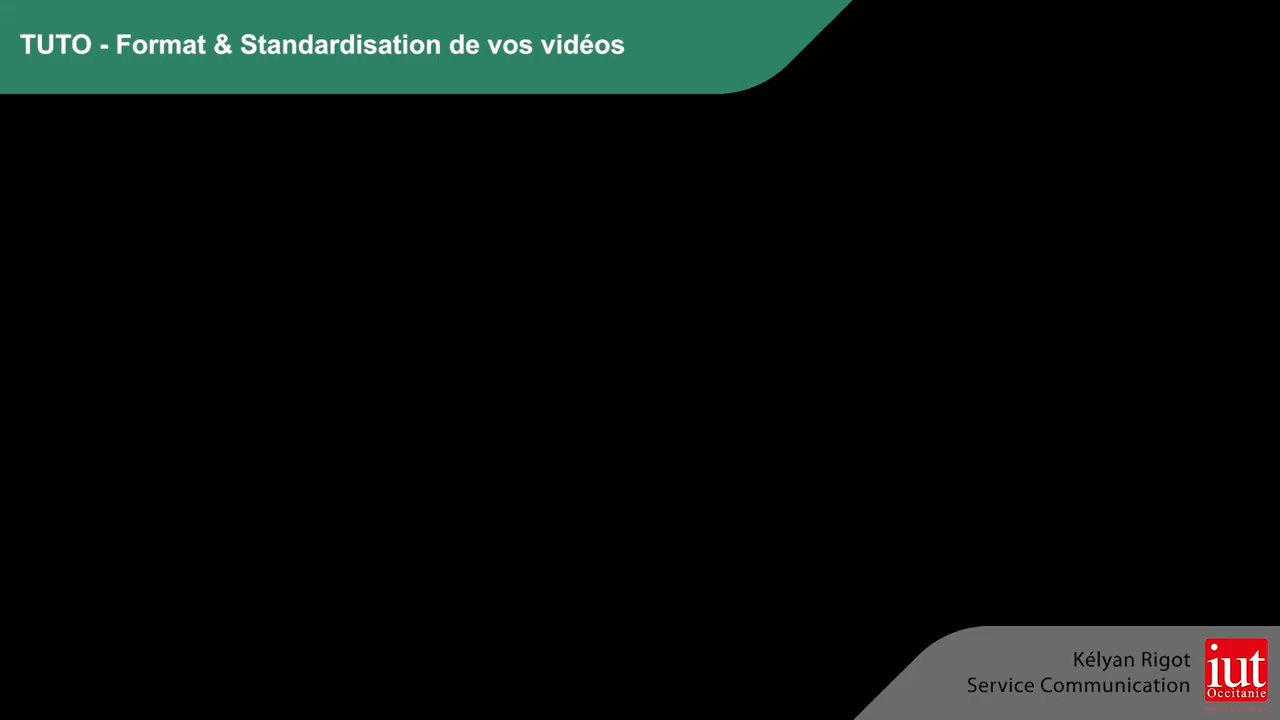 TUTO - Format & Standardisation de vos vidéos
Kélyan Rigot
Service Communication
iut
Occitanie